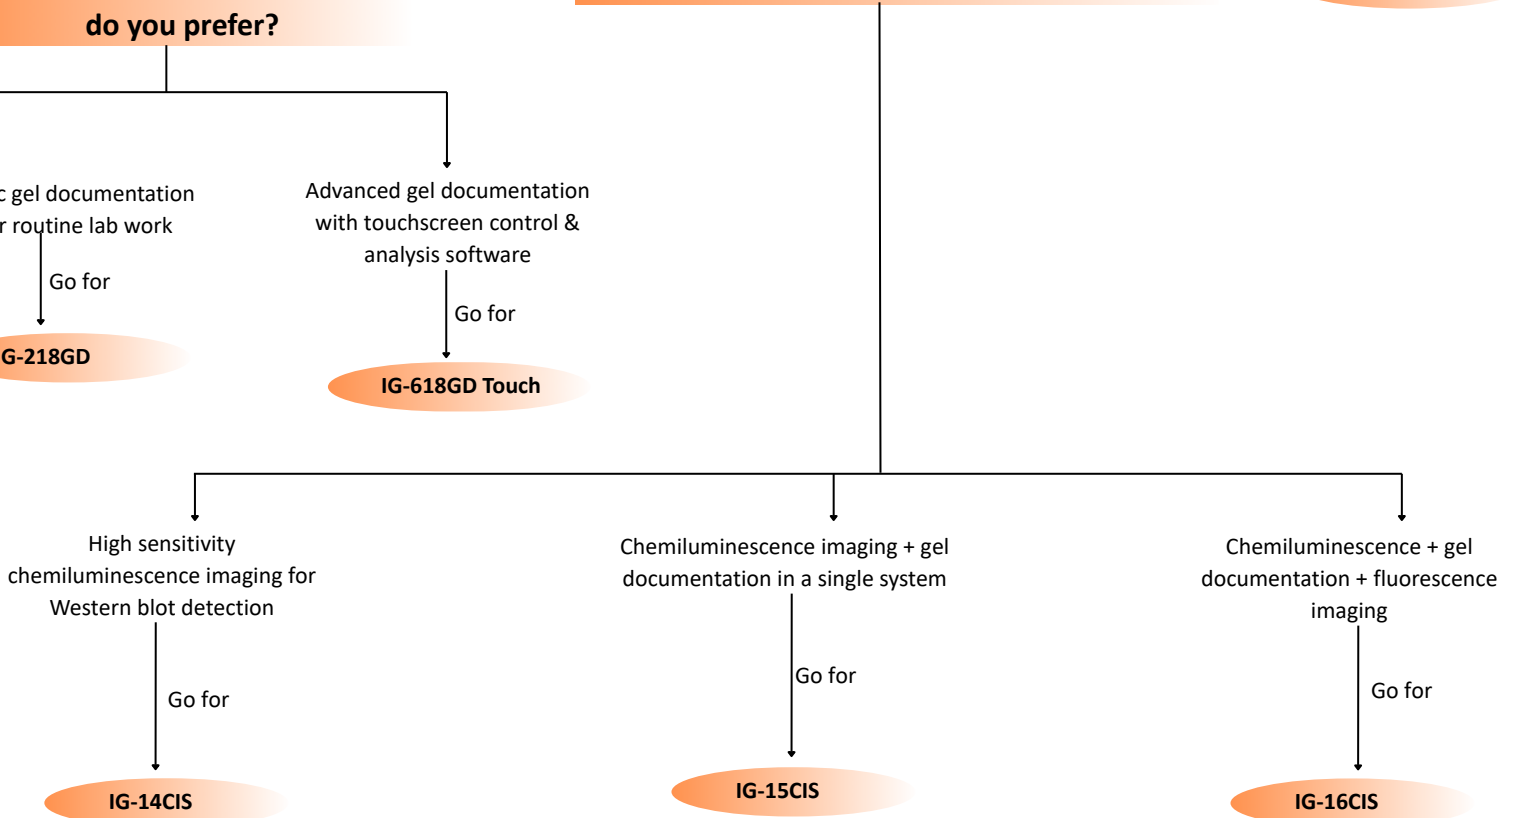 do you prefer?
c gel documentation
r routine lab work
Go for
G-218GD
Advanced gel documentation
with touchscreen control &
analysis software
Go for
IG-618GD Touch
High sensitivity
chemiluminescence imaging for
Western blot detection
Go for
IG-14CIS
Chemiluminescence imaging + gel
documentation in a single system
Go for
IG-15CIS
Chemiluminescence + gel
documentation + fluorescence
imaging
Go for
IG-16CIS